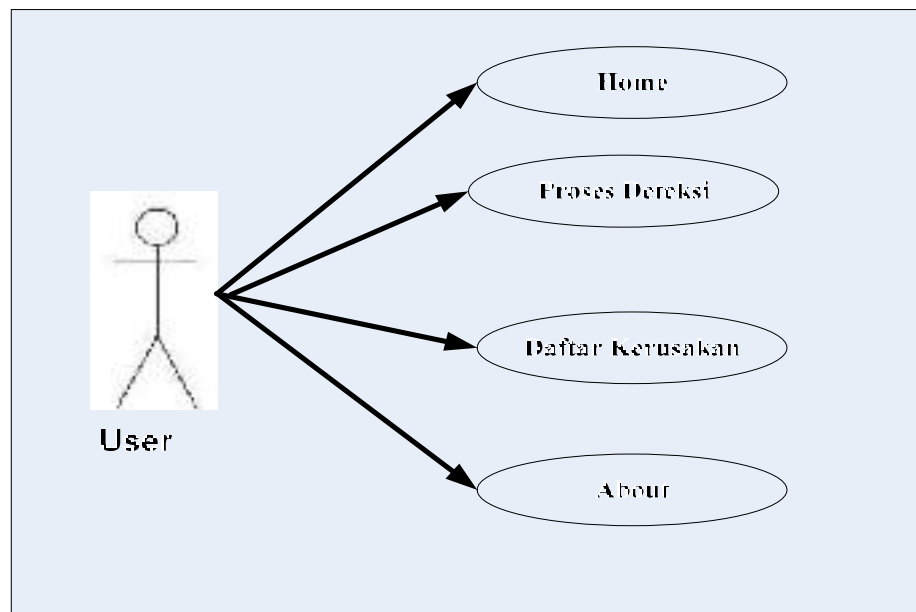 Home
Proses Deteksi
Daftar Kerusakan
User
About